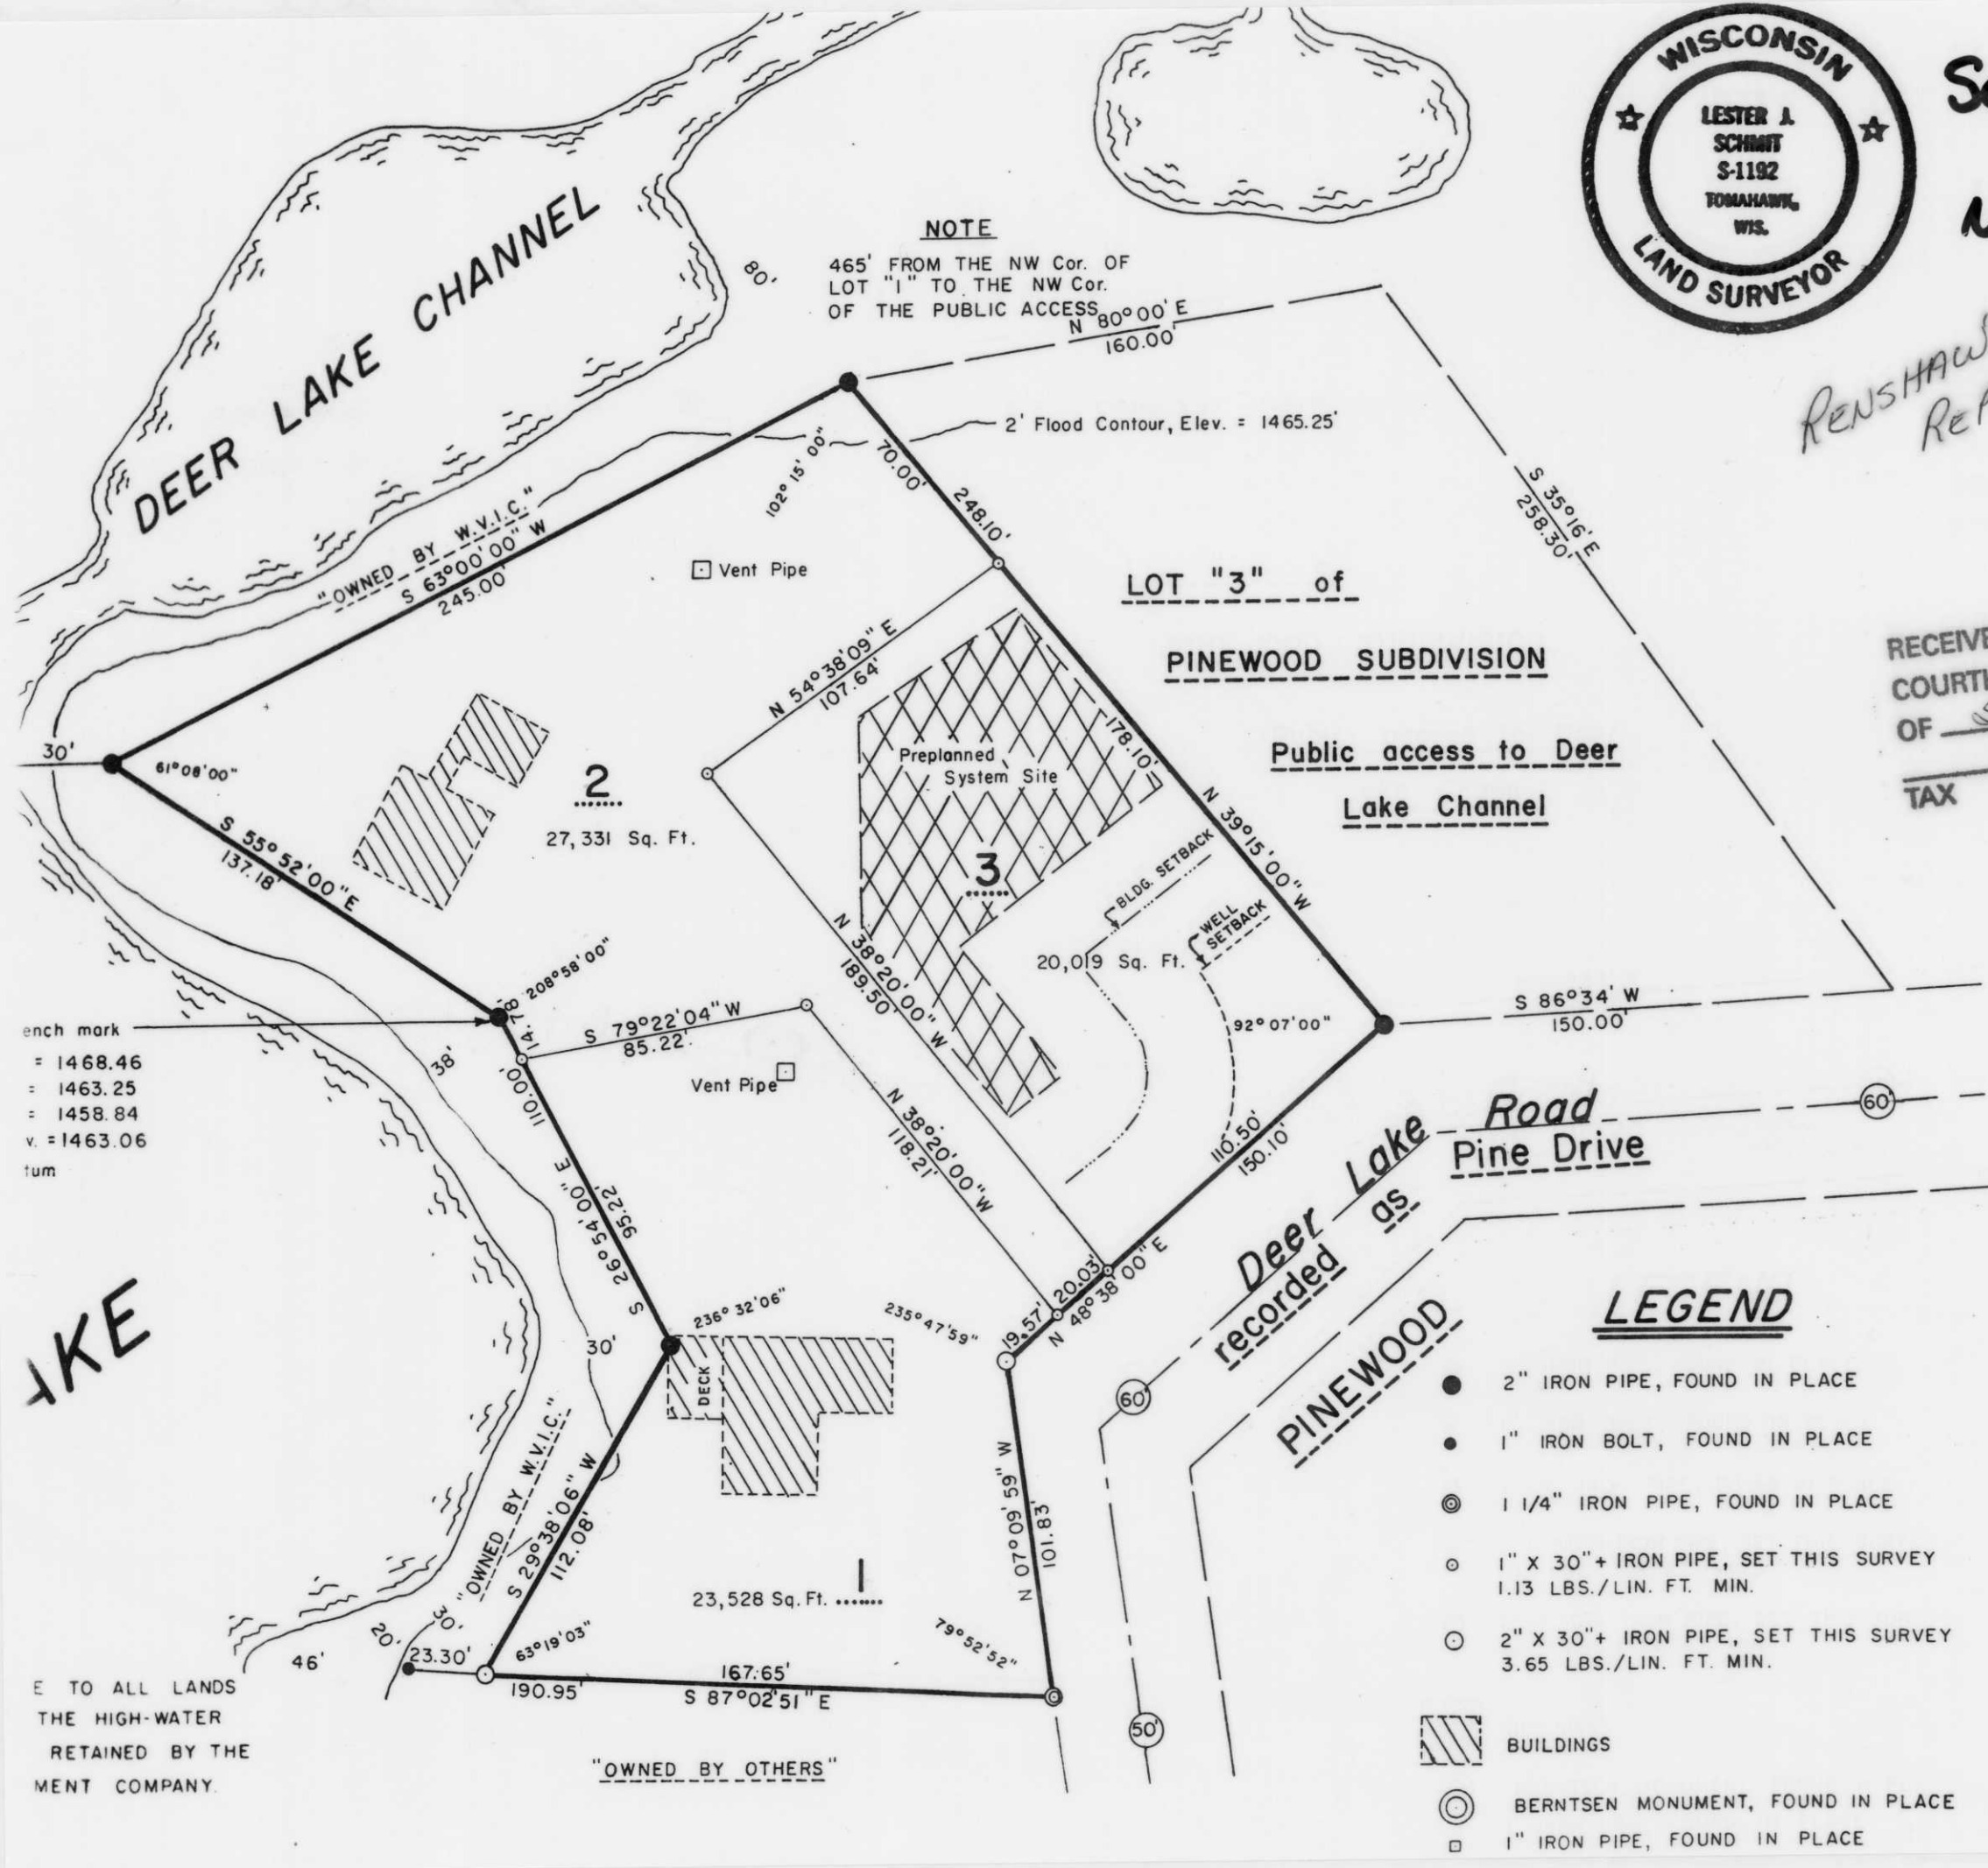 WISCONSIN
LAND SURVEYOR
LESTER J.
SCHMIT
S-1192
TOMAHAWK,
WIS.
RENSHAW
RECEIVE
COURT
OF
TAX
DEER LAKE CHANNEL
80'
NOTE
465' FROM THE NW Cor. OF
LOT "1" TO THE NW Cor.
OF THE PUBLIC ACCESS
N 80°00' E
160.00'
2' Flood Contour, Elev. = 1465.25'
S 35°16' E
258.30'
102° 15' 00"
70.00'
248.10'
"OWNED BY W.V.I.C."
S 63°00'00" W
245.00'
Vent Pipe
LOT "3" of
PINEWOOD SUBDIVISION
Public access to Deer
Lake Channel
N 54°38'09" E
107.64'
178.10'
N 39°15'00" W
Preplanned
System Site
30'
61°08'00"
2
27,331 Sq. Ft.
S 55°52'00" E
137.18'
3
BLDG. SETBACK
WELL
SETBACK
20,019 Sq. Ft.
N 38°20'00" W
189.50'
208°58'00"
14.78'
110.00'
S 79°22'04" W
85.22'
92°07'00"
S 86°34' W
150.00'
ench mark
= 1468.46
= 1463.25
= 1458.84
v. = 1463.06
tum
38'
Vent Pipe
N 38°20'00" W
118.21'
S 26°54'00" E
95.22'
110.50'
150.10'
20.03'
19.57'
N 48°38'00" E
Deer Lake Road
recorded as Pine Drive
60'
60'
50'
PINEWOOD
AKE
236°32'06"
235°47'59"
30'
DECK
"OWNED BY W.V.I.C."
S 29°38'06" W
112.08'
N 07°09'59" W
101.83'
1
23,528 Sq. Ft.
63°19'03"
79°52'52"
46'
20'
30'
23.30'
190.95'
167.65'
S 87°02'51" E
"OWNED BY OTHERS"
E TO ALL LANDS
THE HIGH-WATER
RETAINED BY THE
MENT COMPANY.
LEGEND
2" IRON PIPE, FOUND IN PLACE
1" IRON BOLT, FOUND IN PLACE
1 1/4" IRON PIPE, FOUND IN PLACE
1" X 30"+ IRON PIPE, SET THIS SURVEY
1.13 LBS./LIN. FT. MIN.
2" X 30"+ IRON PIPE, SET THIS SURVEY
3.65 LBS./LIN. FT. MIN.
BUILDINGS
BERNTSEN MONUMENT, FOUND IN PLACE
1" IRON PIPE, FOUND IN PLACE